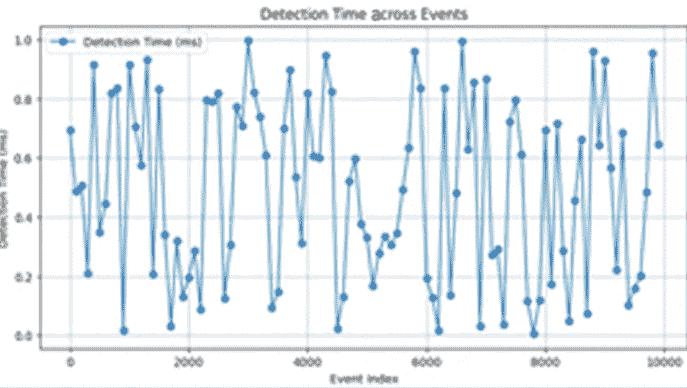 Detection Time across Events
Detection Time (ms)
1.0
0.8
0.6
0.4
0.2
0.0
Detection Time (ms)
0 2000 4000 6000 8000 10000
Event Index